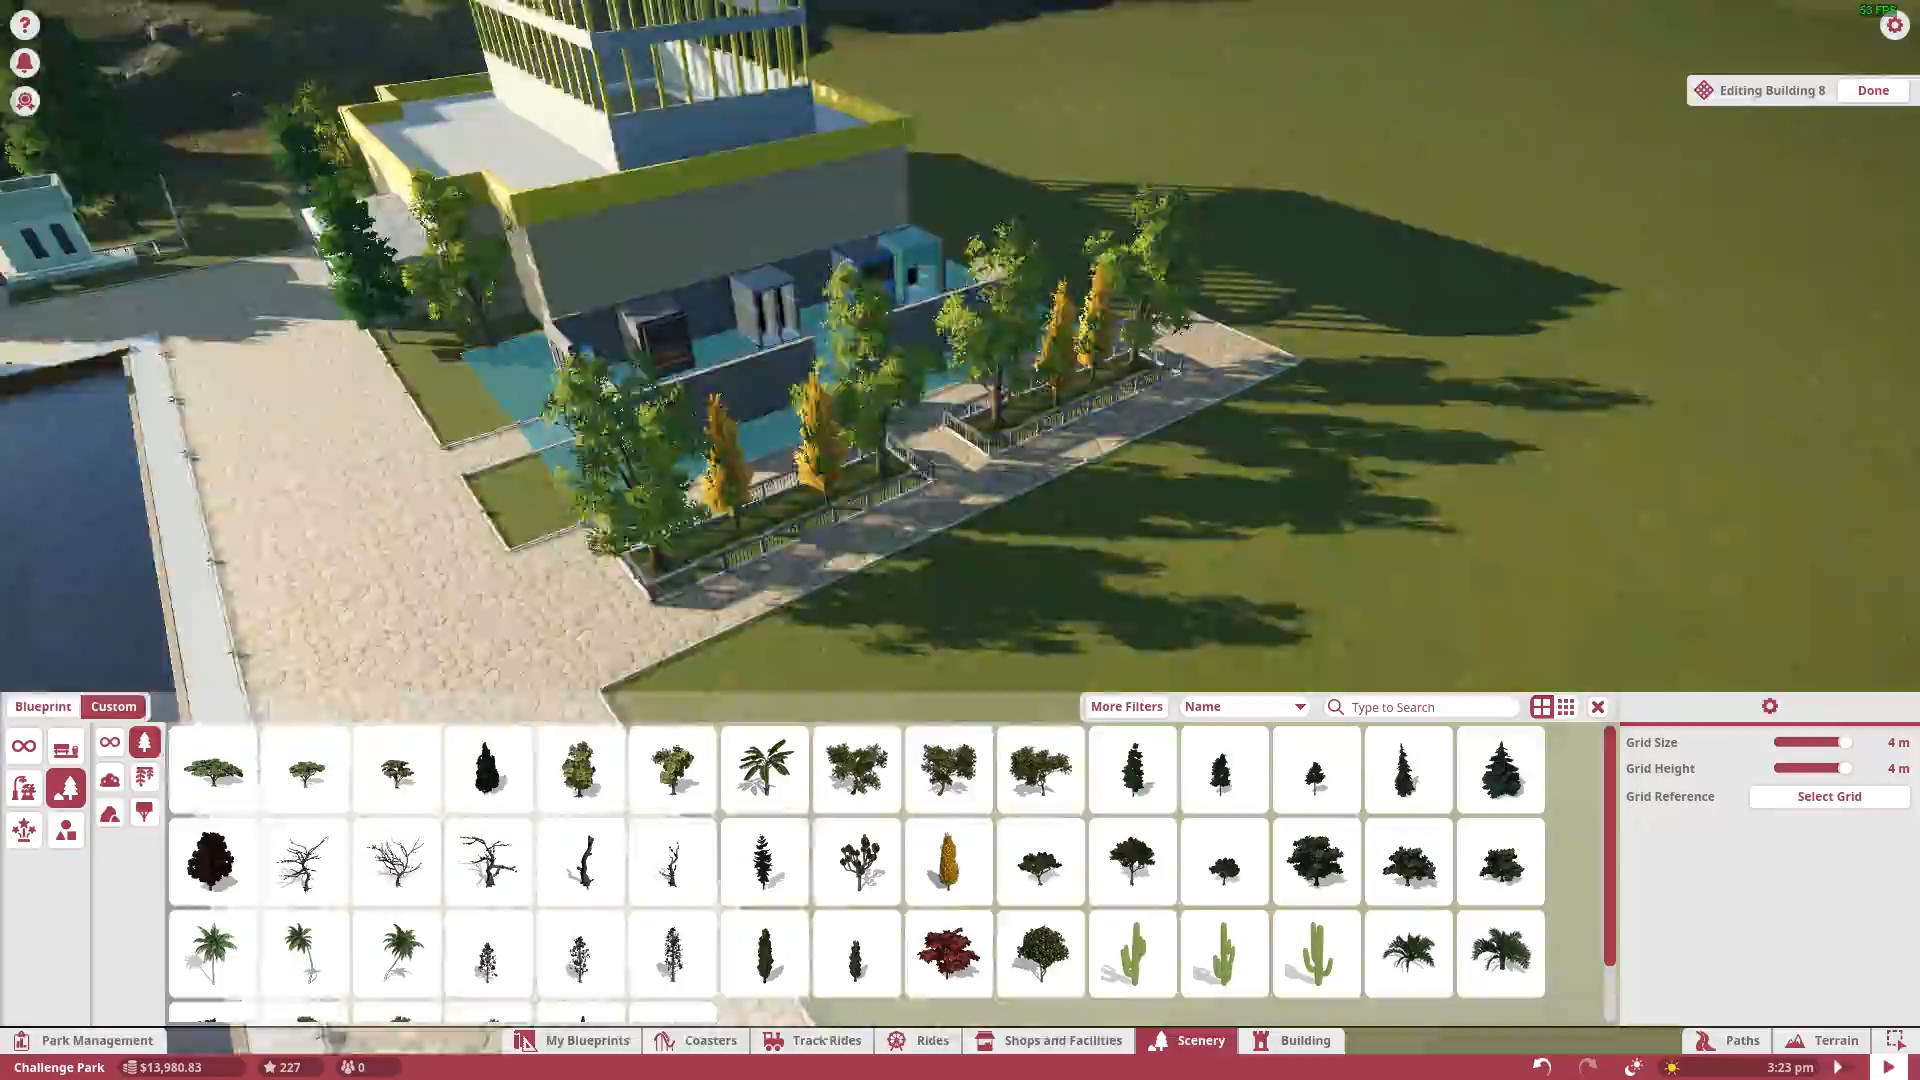 ?
53 FPS
Editing Building 8
Done
Blueprint
Custom
More Filters
Name
Type to Search
Grid Size
4 m
Grid Height
4 m
Grid Reference
Select Grid
Park Management
My Blueprints
Coasters
Track Rides
Rides
Shops and Facilities
Scenery
Building
Paths
Terrain
Challenge Park
$13,980.83
227
0
3:23 pm